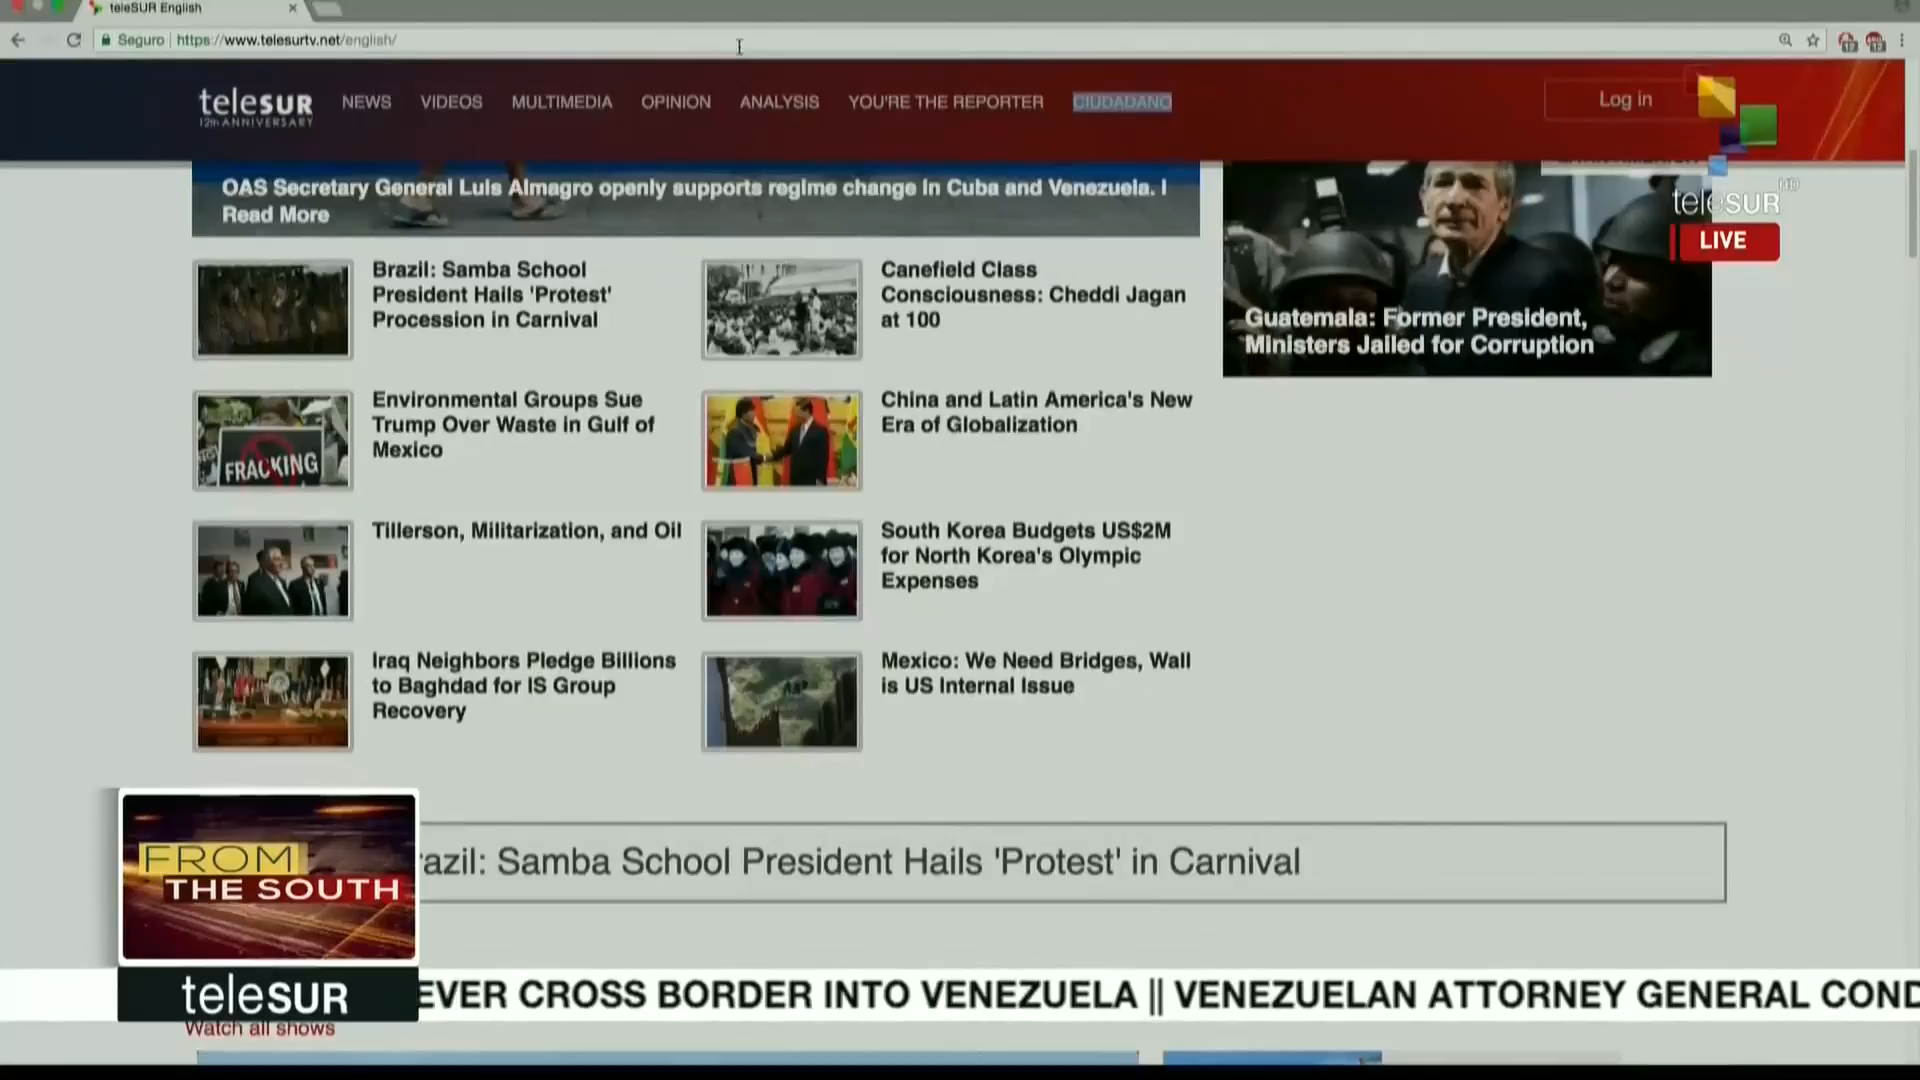 teleSUR English
Seguro
https://www.telesurtv.net/english/
teleSUR
12th ANNIVERSARY
NEWS
VIDEOS
MULTIMEDIA
OPINION
ANALYSIS
YOU'RE THE REPORTER
CIUDADANO
Log in
teleSUR HD
LIVE
OAS Secretary General Luis Almagro openly supports regime change in Cuba and Venezuela. I
Read More
Guatemala: Former President,
Ministers Jailed for Corruption
Brazil: Samba School
President Hails 'Protest'
Procession in Carnival
Canefield Class
Consciousness: Cheddi Jagan
at 100
Environmental Groups Sue
Trump Over Waste in Gulf of
Mexico
FRACKING
China and Latin America's New
Era of Globalization
Tillerson, Militarization, and Oil
South Korea Budgets US$2M
for North Korea's Olympic
Expenses
Iraq Neighbors Pledge Billions
to Baghdad for IS Group
Recovery
Mexico: We Need Bridges, Wall
is US Internal Issue
FROM
THE SOUTH
razil: Samba School President Hails 'Protest' in Carnival
teleSUR
EVER CROSS BORDER INTO VENEZUELA || VENEZUELAN ATTORNEY GENERAL COND
Watch all shows